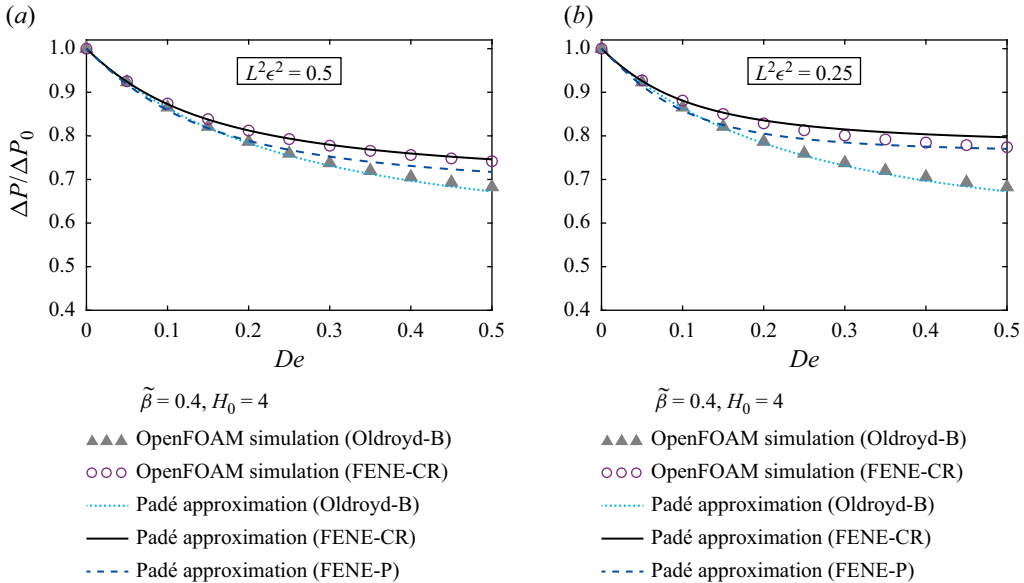 (a)
L²ϵ² = 0.5
ΔP/ΔP₀
1.0
0.9
0.8
0.7
0.6
0.5
0.4
0 0.1 0.2 0.3 0.4 0.5
De
β̃ = 0.4, H₀ = 4
OpenFOAM simulation (Oldroyd-B)
OpenFOAM simulation (FENE-CR)
Padé approximation (Oldroyd-B)
Padé approximation (FENE-CR)
Padé approximation (FENE-P)
(b)
L²ϵ² = 0.25
1.0
0.9
0.8
0.7
0.6
0.5
0.4
0 0.1 0.2 0.3 0.4 0.5
De
β̃ = 0.4, H₀ = 4
OpenFOAM simulation (Oldroyd-B)
OpenFOAM simulation (FENE-CR)
Padé approximation (Oldroyd-B)
Padé approximation (FENE-CR)
Padé approximation (FENE-P)